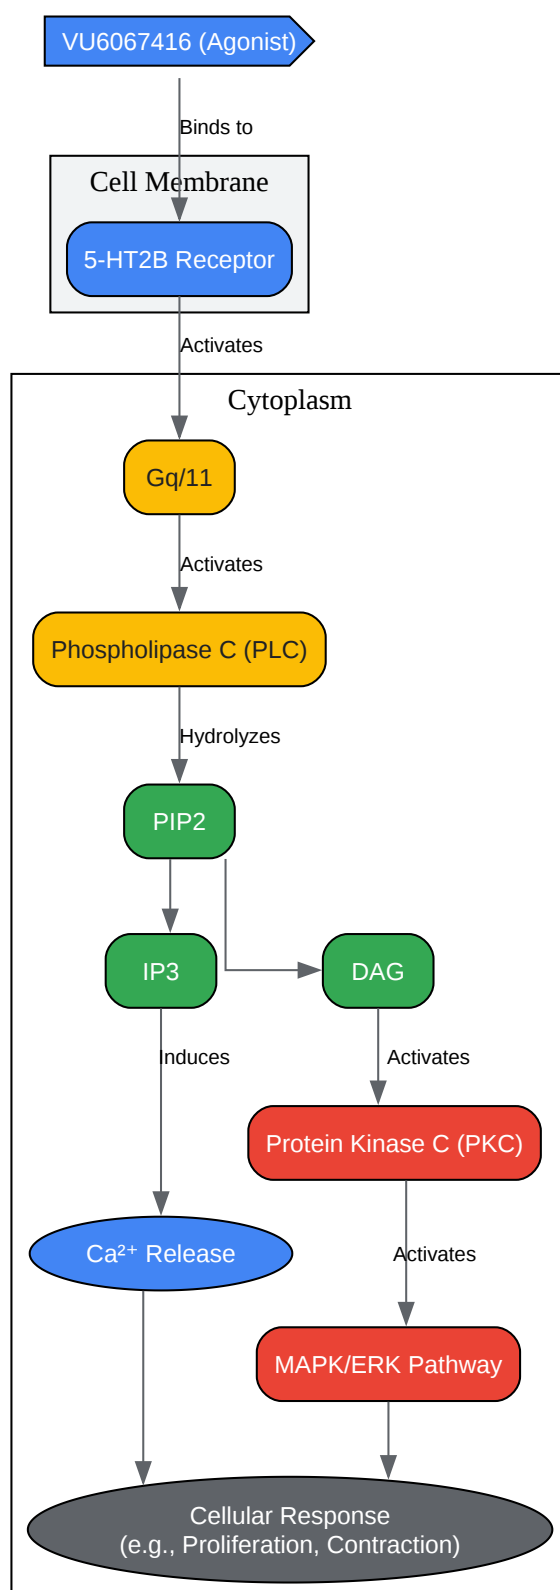 VU6067416 (Agonist)
Binds to
Cell Membrane
5-HT2B Receptor
Activates
Cytoplasm
Gq/11
Activates
Phospholipase C (PLC)
Hydrolyzes
PIP2
IP3
DAG
Induces
Activates
Protein Kinase C (PKC)
Ca²⁺ Release
Activates
MAPK/ERK Pathway
Cellular Response
(e.g., Proliferation, Contraction)